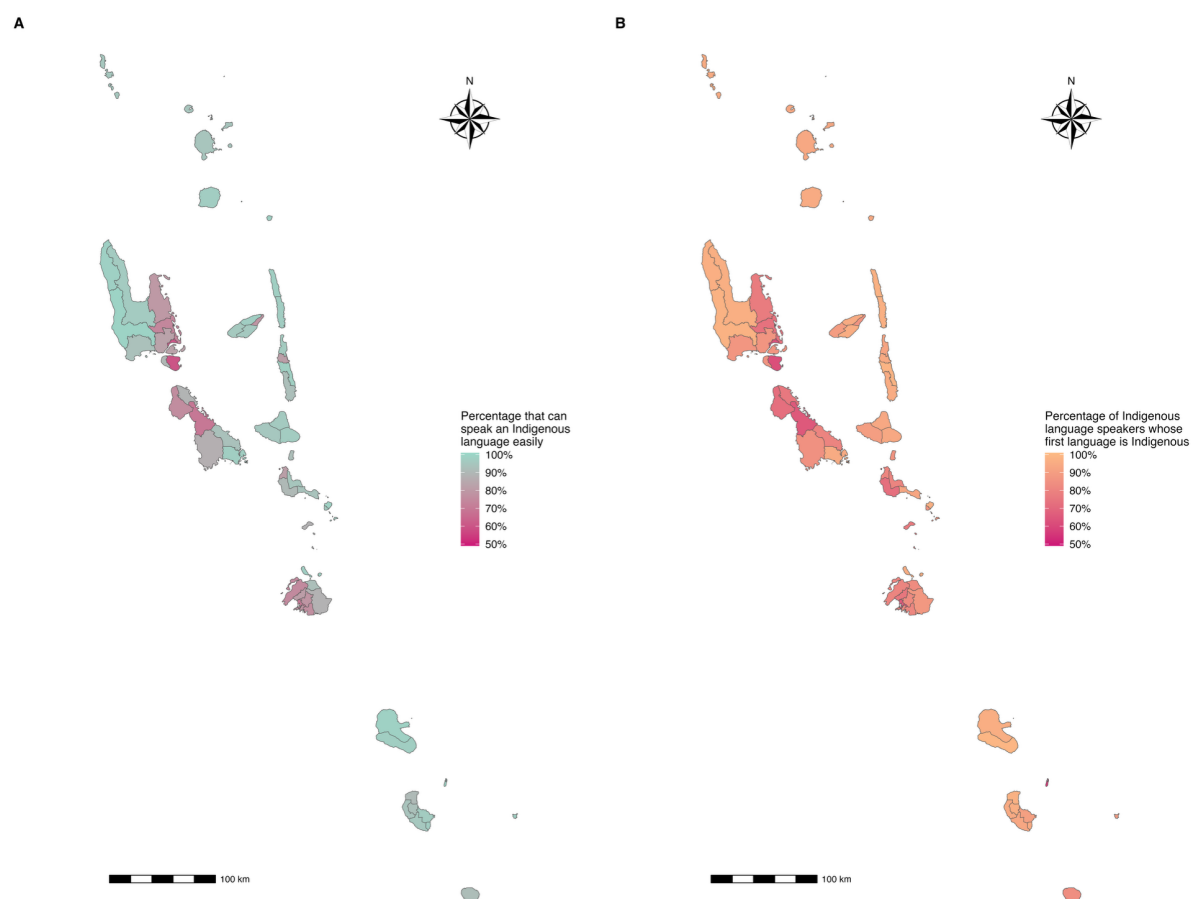 A
N
Percentage that can
speak an Indigenous
language easily
100%
90%
80%
70%
60%
50%
100 km
B
N
Percentage of Indigenous
language speakers whose
first language is Indigenous
100%
90%
80%
70%
60%
50%
100 km